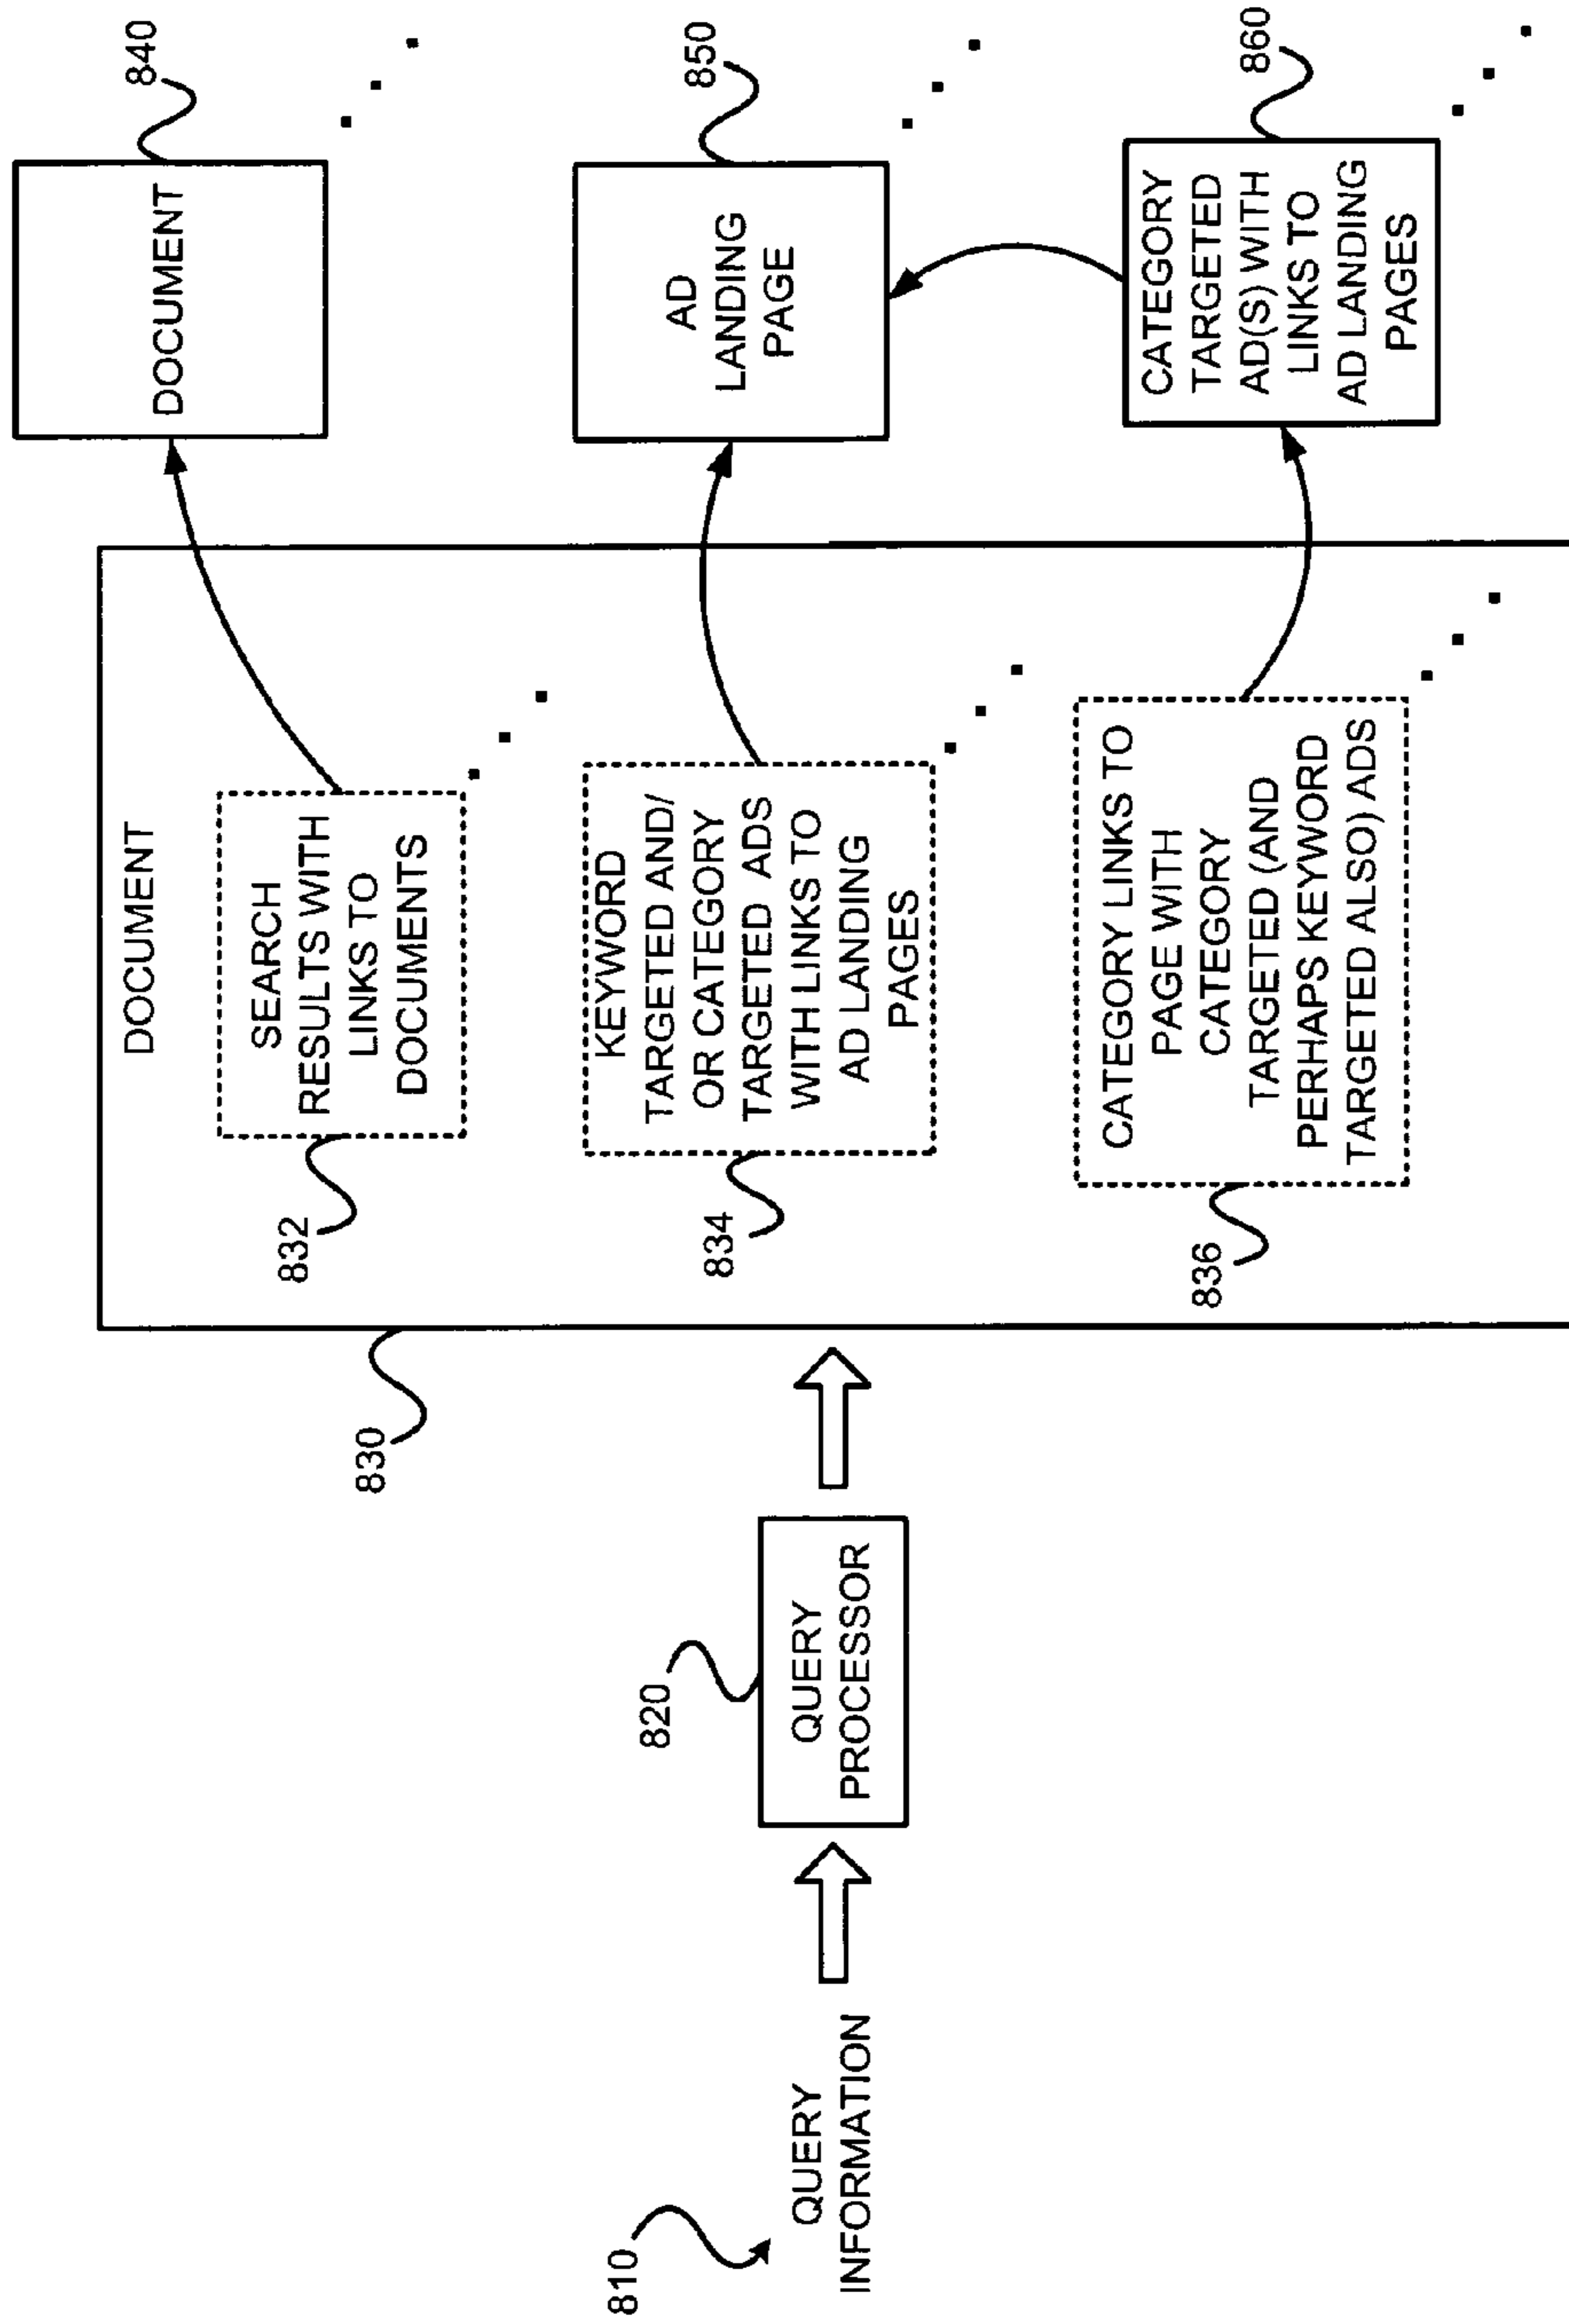 810
QUERY
INFORMATION
820
QUERY
PROCESSOR
830
DOCUMENT
832
SEARCH
RESULTS WITH
LINKS TO
DOCUMENTS
834
KEYWORD
TARGETED AND/
OR CATEGORY
TARGETED ADS
WITH LINKS TO
AD LANDING
PAGES
836
CATEGORY LINKS TO
PAGE WITH
CATEGORY
TARGETED (AND
PERHAPS KEYWORD
TARGETED ALSO) ADS
840
DOCUMENT
850
AD
LANDING
PAGE
860
CATEGORY
TARGETED
AD(S) WITH
LINKS TO
AD LANDING
PAGES